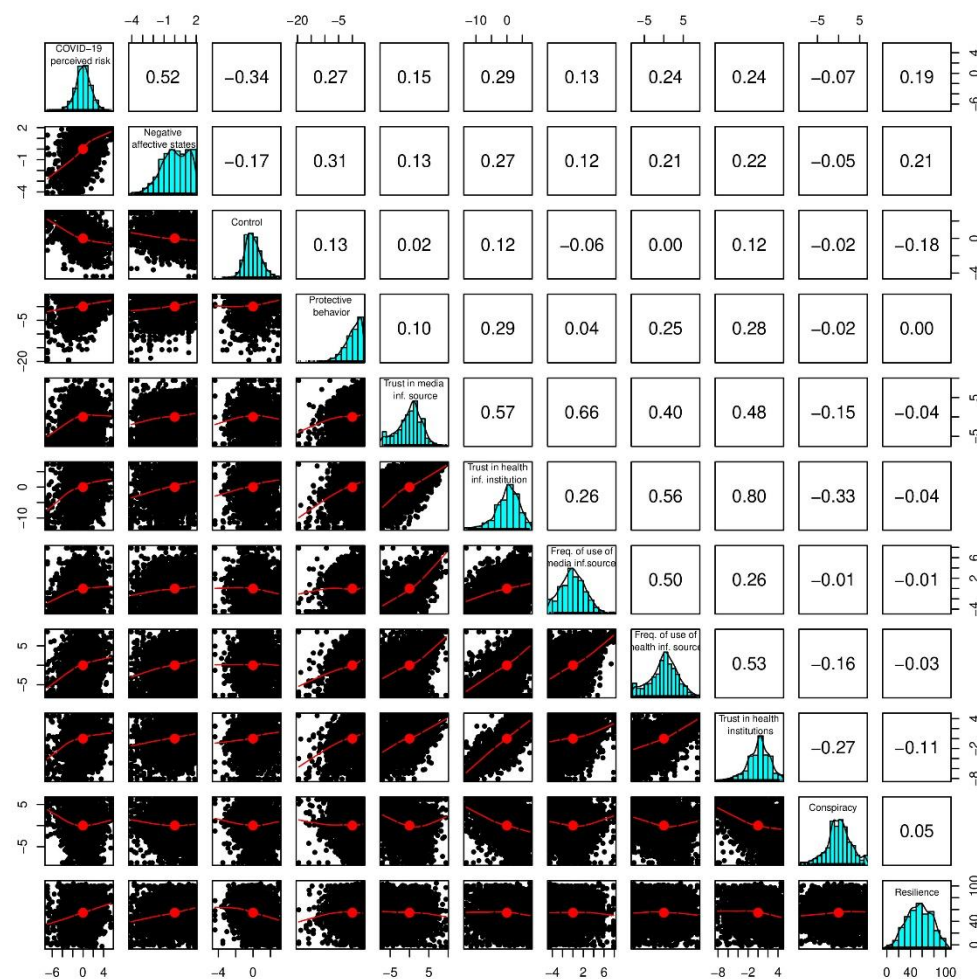 −4 −1 2 −20 −5 −10 0 −5 5 −5 5
COVID−19
perceived risk
0.52 −0.34 0.27 0.15 0.29 0.13 0.24 0.24 −0.07 0.19
−6 −2 0 4
Negative
affective states
−4 −1 2
−0.17 0.31 0.13 0.27 0.12 0.21 0.22 −0.05 0.21
Control
0.13 0.02 0.12 −0.06 0.00 0.12 −0.02 −0.18
−4 0
Protective
behavior
−20 −5
0.10 0.29 0.04 0.25 0.28 −0.02 0.00
Trust in media
inf. source
0.57 0.66 0.40 0.48 −0.15 −0.04
−5 5
Trust in health
inf. institution
−10 0
0.26 0.56 0.80 −0.33 −0.04
Freq. of use of
media inf.source
0.50 0.26 −0.01 −0.01
−4 2 6
Freq. of use of
health inf. source
−5 5
0.53 −0.16 −0.03
Trust in health
institutions
−0.27 −0.11
−8 −2 4
Conspiracy
−5 5
0.05
Resilience
0 40 100
−6 0 4 −4 0 −5 5 −4 2 6 −8 −2 4 0 40 100